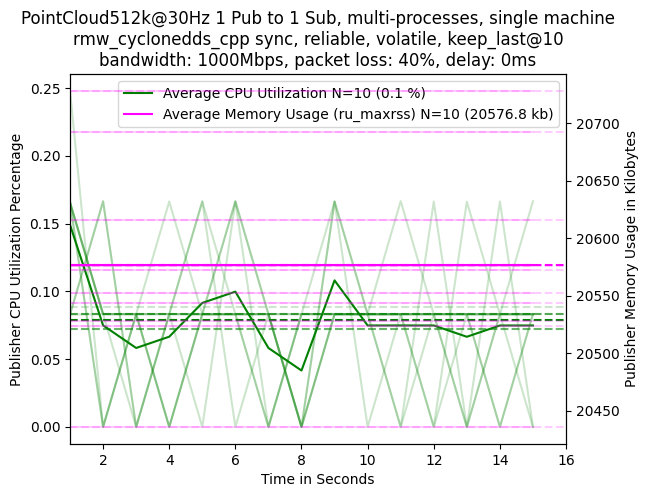 PointCloud512k@30Hz 1 Pub to 1 Sub, multi-processes, single machine
rmw_cyclonedds_cpp sync, reliable, volatile, keep_last@10
bandwidth: 1000Mbps, packet loss: 40%, delay: 0ms
Average CPU Utilization N=10 (0.1 %)
Average Memory Usage (ru_maxrss) N=10 (20576.8 kb)
Publisher CPU Utilization Percentage
0.25
0.20
0.15
0.10
0.05
0.00
20700
20650
20600
20550
20500
20450
Publisher Memory Usage in Kilobytes
2 4 6 8 10 12 14 16
Time in Seconds